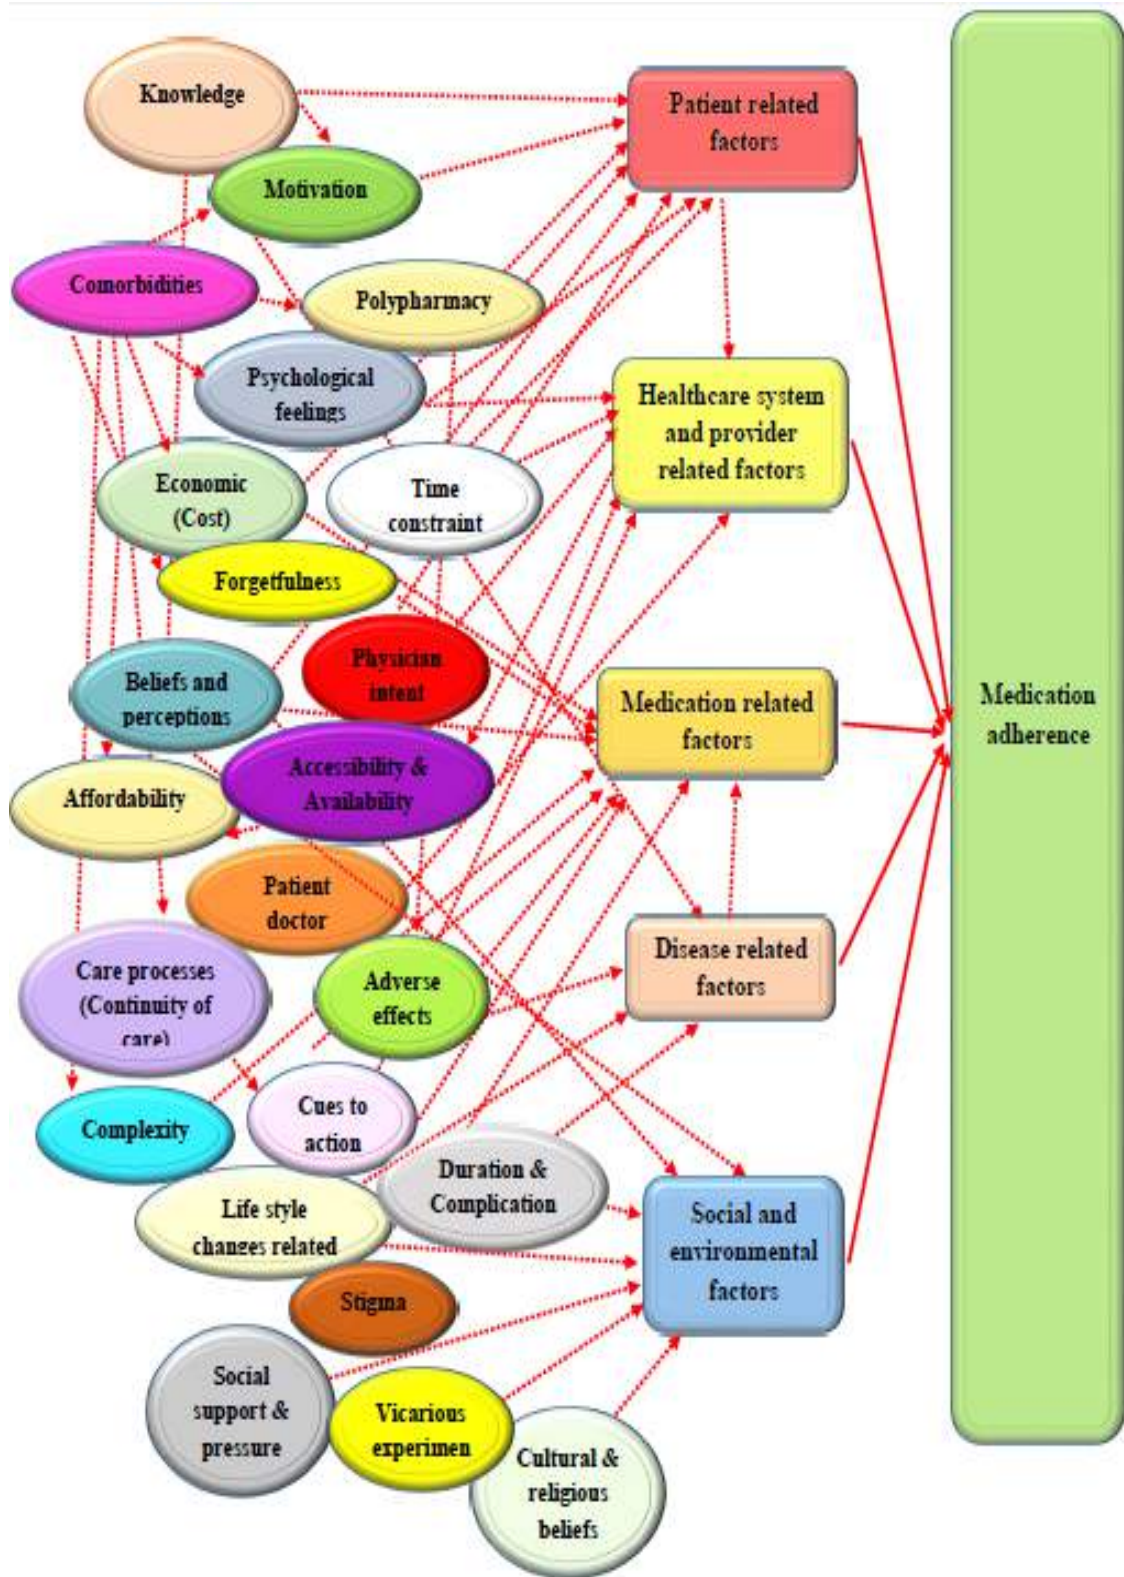 Knowledge
Patient related
factors
Motivation
Comorbidities
Polypharmacy
Psychological
feelings
Healthcare system
and provider
related factors
Economic
(Cost)
Time
constraint
Forgetfulness
Physician
intent
Beliefs and
perceptions
Medication related
factors
Medication
adherence
Accessibility &
Availability
Affordability
Patient
doctor
Care processes
(Continuity of
care)
Adverse
effects
Disease related
factors
Complexity
Cues to
action
Duration &
Complication
Life style
changes related
Social and
environmental
factors
Stigma
Social
support &
pressure
Vicarious
experimen
Cultural &
religious
beliefs